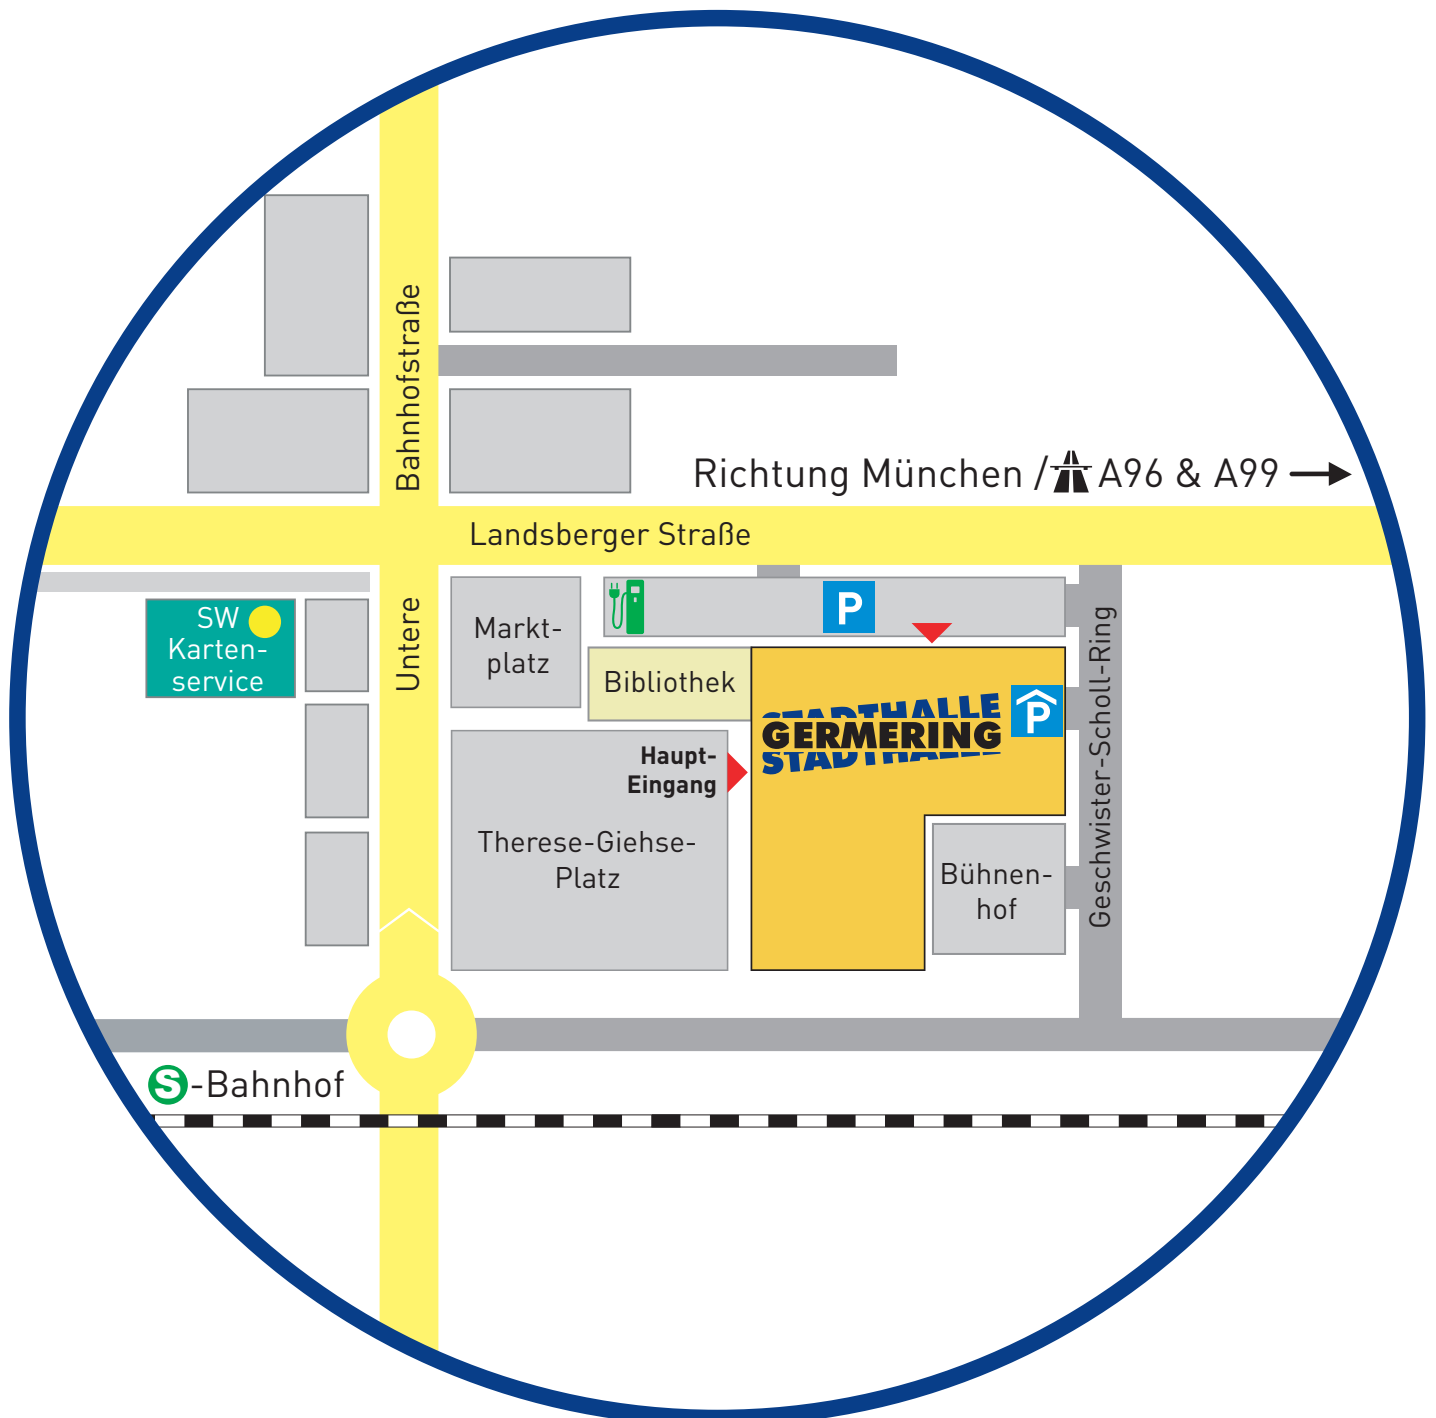 Bahnhofstraße
Richtung München / A96 & A99
Landsberger Straße
Untere
SW
Karten-
service
Markt-
platz
P
Bibliothek
STADTHALLE
GERMERING
STADTHALLE
P
Haupt-
Eingang
Therese-Giehse-
Platz
Bühnen-
hof
Geschwister-Scholl-Ring
S-Bahnhof